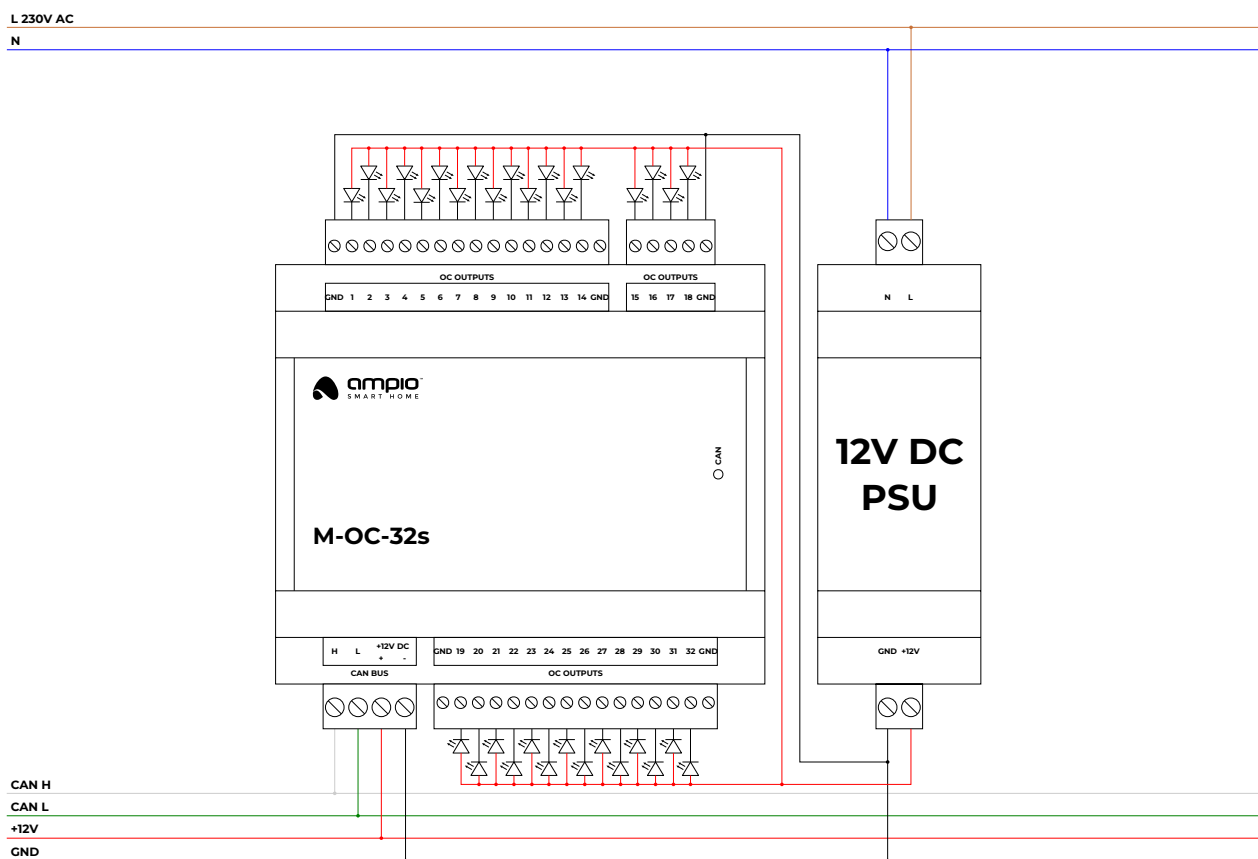 L 230V AC
N
OC OUTPUTS OC OUTPUTS
GND 1 2 3 4 5 6 7 8 9 10 11 12 13 14 GND 15 16 17 18 GND
N L
ampio™
SMART HOME
CAN
12V DC
PSU
M-OC-32s
H L +12V DC
+ -
GND 19 20 21 22 23 24 25 26 27 28 29 30 31 32 GND
GND +12V
CAN BUS OC OUTPUTS
CAN H
CAN L
+12V
GND